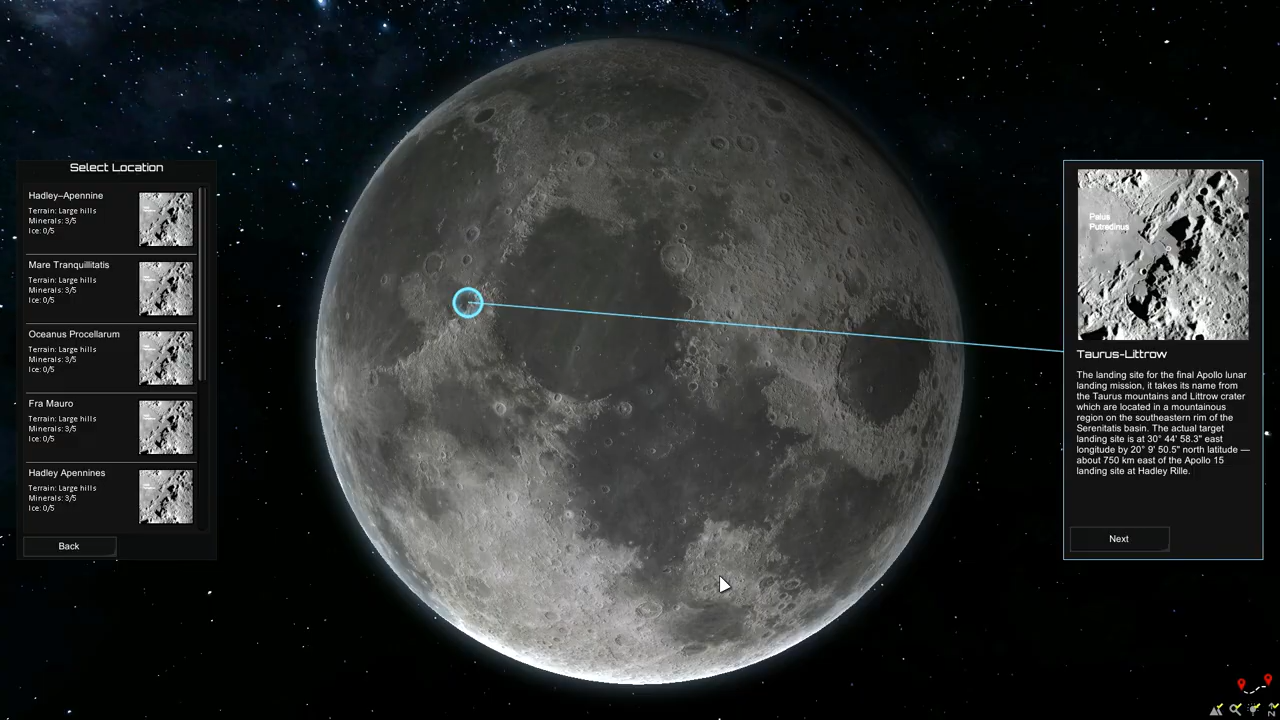 Select Location
Hadley–Apennine
Terrain: Large hills
Minerals: 3/5
Ice: 0/5
Mare Tranquillitatis
Terrain: Large hills
Minerals: 3/5
Ice: 0/5
Oceanus Procellarum
Terrain: Large hills
Minerals: 3/5
Ice: 0/5
Fra Mauro
Terrain: Large hills
Minerals: 3/5
Ice: 0/5
Hadley Apennines
Terrain: Large hills
Minerals: 3/5
Ice: 0/5
Back
Palus
Putredinus
Taurus-Littrow
The landing site for the final Apollo lunar
landing mission, it takes its name from
the Taurus mountains and Littrow crater
which are located in a mountainous
region on the southeastern rim of the
Serenitatis basin. The actual target
landing site is at 30° 44' 58.3" east
longitude by 20° 9' 50.5" north latitude —
about 750 km east of the Apollo 15
landing site at Hadley Rille.
Next